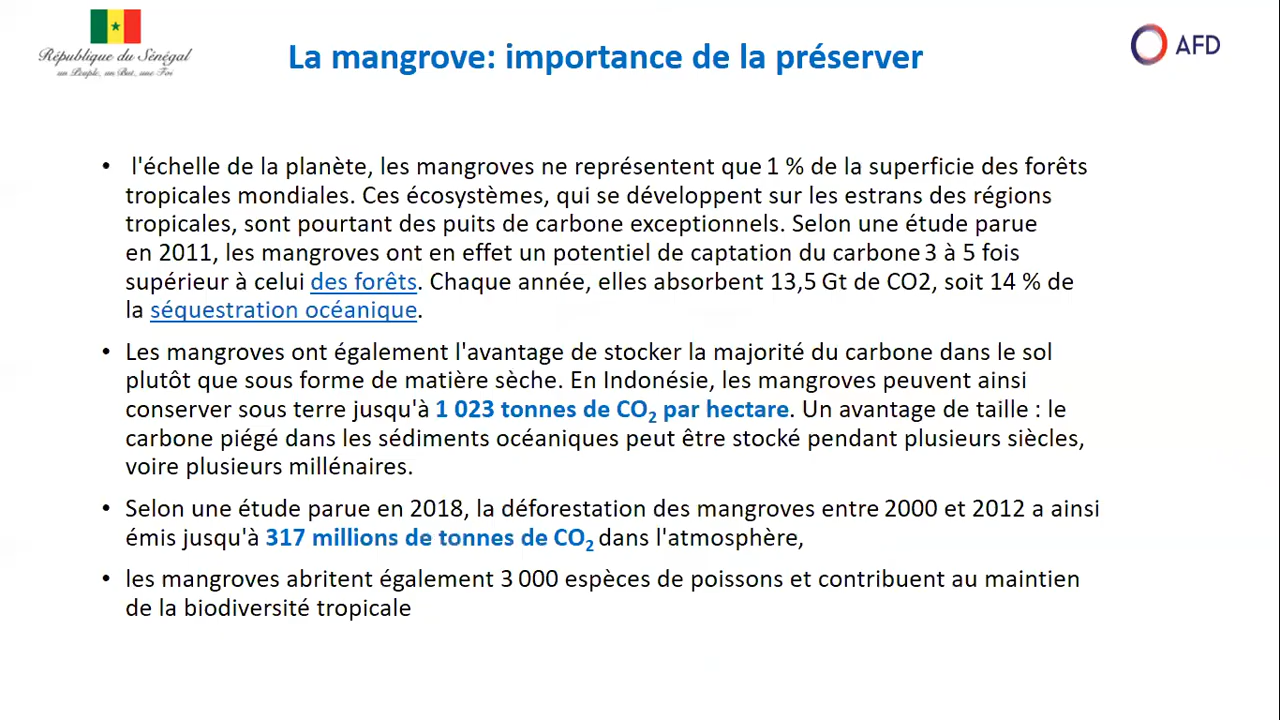 République du Sénégal
un Peuple, un But, une Foi
La mangrove: importance de la préserver
AFD
• l'échelle de la planète, les mangroves ne représentent que 1 % de la superficie des forêts
tropicales mondiales. Ces écosystèmes, qui se développent sur les estrans des régions
tropicales, sont pourtant des puits de carbone exceptionnels. Selon une étude parue
en 2011, les mangroves ont en effet un potentiel de captation du carbone 3 à 5 fois
supérieur à celui des forêts. Chaque année, elles absorbent 13,5 Gt de CO2, soit 14 % de
la séquestration océanique.
• Les mangroves ont également l'avantage de stocker la majorité du carbone dans le sol
plutôt que sous forme de matière sèche. En Indonésie, les mangroves peuvent ainsi
conserver sous terre jusqu'à 1 023 tonnes de CO₂ par hectare. Un avantage de taille : le
carbone piégé dans les sédiments océaniques peut être stocké pendant plusieurs siècles,
voire plusieurs millénaires.
• Selon une étude parue en 2018, la déforestation des mangroves entre 2000 et 2012 a ainsi
émis jusqu'à 317 millions de tonnes de CO₂ dans l'atmosphère,
• les mangroves abritent également 3 000 espèces de poissons et contribuent au maintien
de la biodiversité tropicale